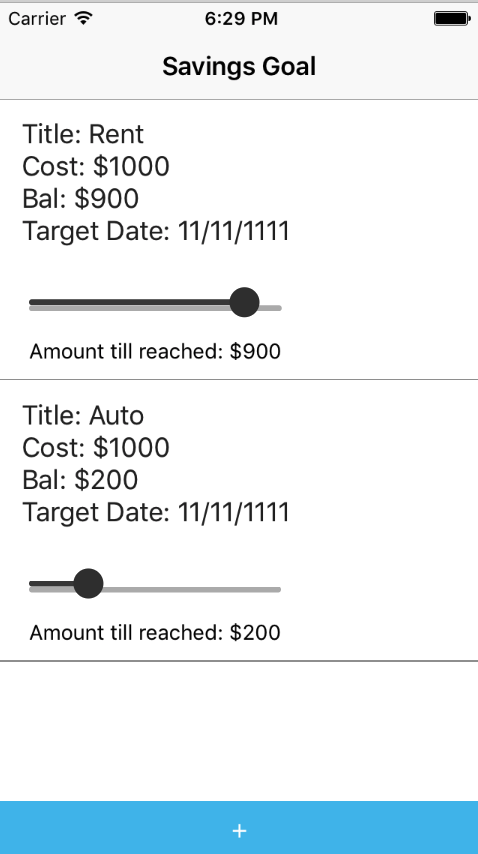 Carrier 6:29 PM
Savings Goal
Title: Rent
Cost: $1000
Bal: $900
Target Date: 11/11/1111
Amount till reached: $900
Title: Auto
Cost: $1000
Bal: $200
Target Date: 11/11/1111
Amount till reached: $200
+